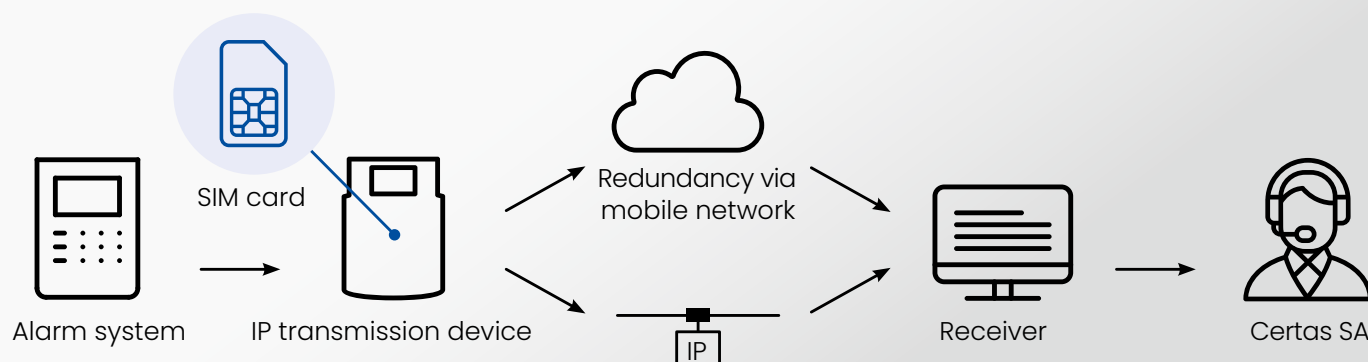 SIM card
Redundancy via
mobile network
Alarm system
IP transmission device
IP
Receiver
Certas SA